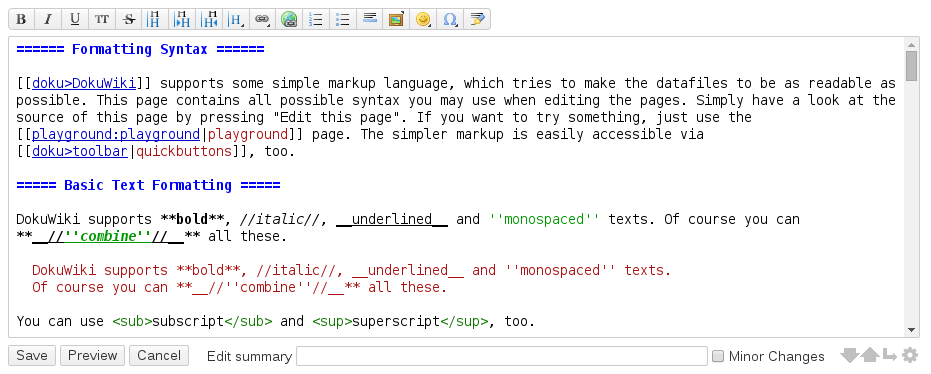 B I U TT S H H H H H
====== Formatting Syntax ======
[[doku>DokuWiki]] supports some simple markup language, which tries to make the datafiles to be as readable as
possible. This page contains all possible syntax you may use when editing the pages. Simply have a look at the
source of this page by pressing "Edit this page". If you want to try something, just use the
[[playground:playground|playground]] page. The simpler markup is easily accessible via
[[doku>toolbar|quickbuttons]], too.
===== Basic Text Formatting =====
DokuWiki supports **bold**, //italic//, __underlined__ and ''monospaced'' texts. Of course you can
**__//''combine''//__** all these.
DokuWiki supports **bold**, //italic//, __underlined__ and ''monospaced'' texts.
Of course you can **__//''combine''//__** all these.
You can use <sub>subscript</sub> and <sup>superscript</sup>, too.
Save Preview Cancel Edit summary Minor Changes